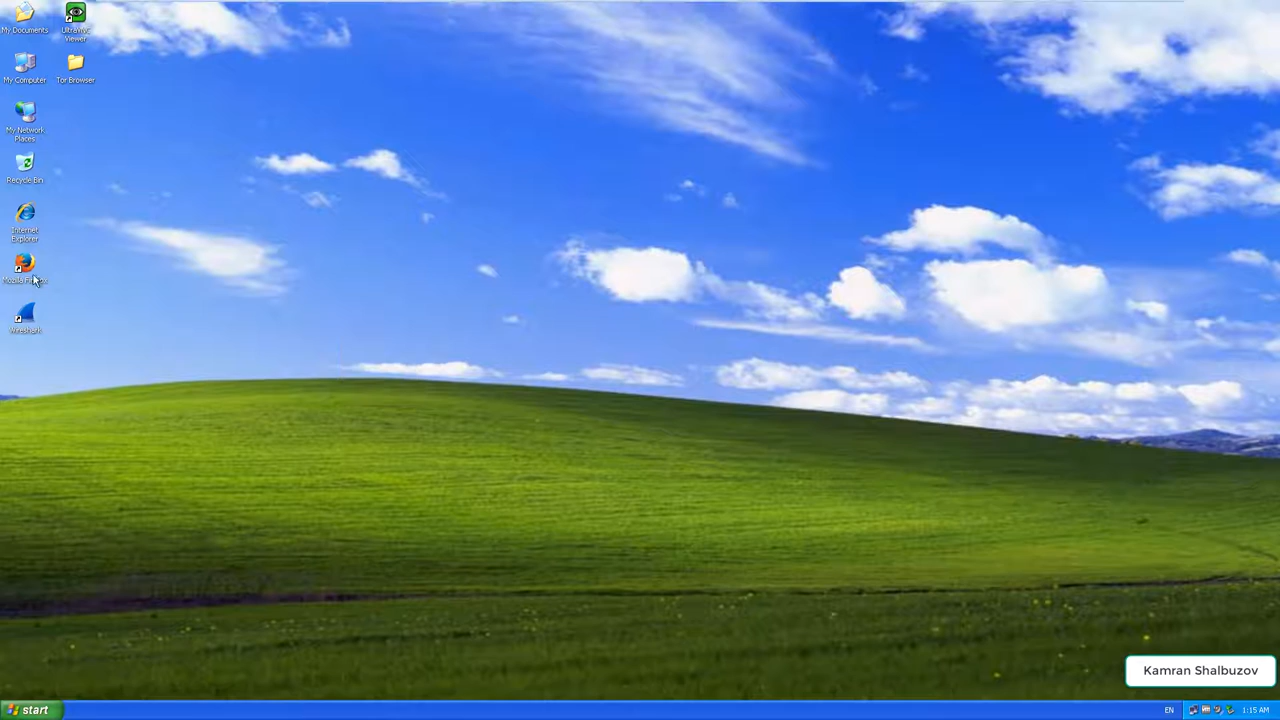 My Documents
UltraVNC
Viewer
My Computer
Tor Browser
My Network
Places
Recycle Bin
Internet
Explorer
Mozilla Firefox
Wireshark
Kamran Shalbuzov
start
EN
1:15 AM